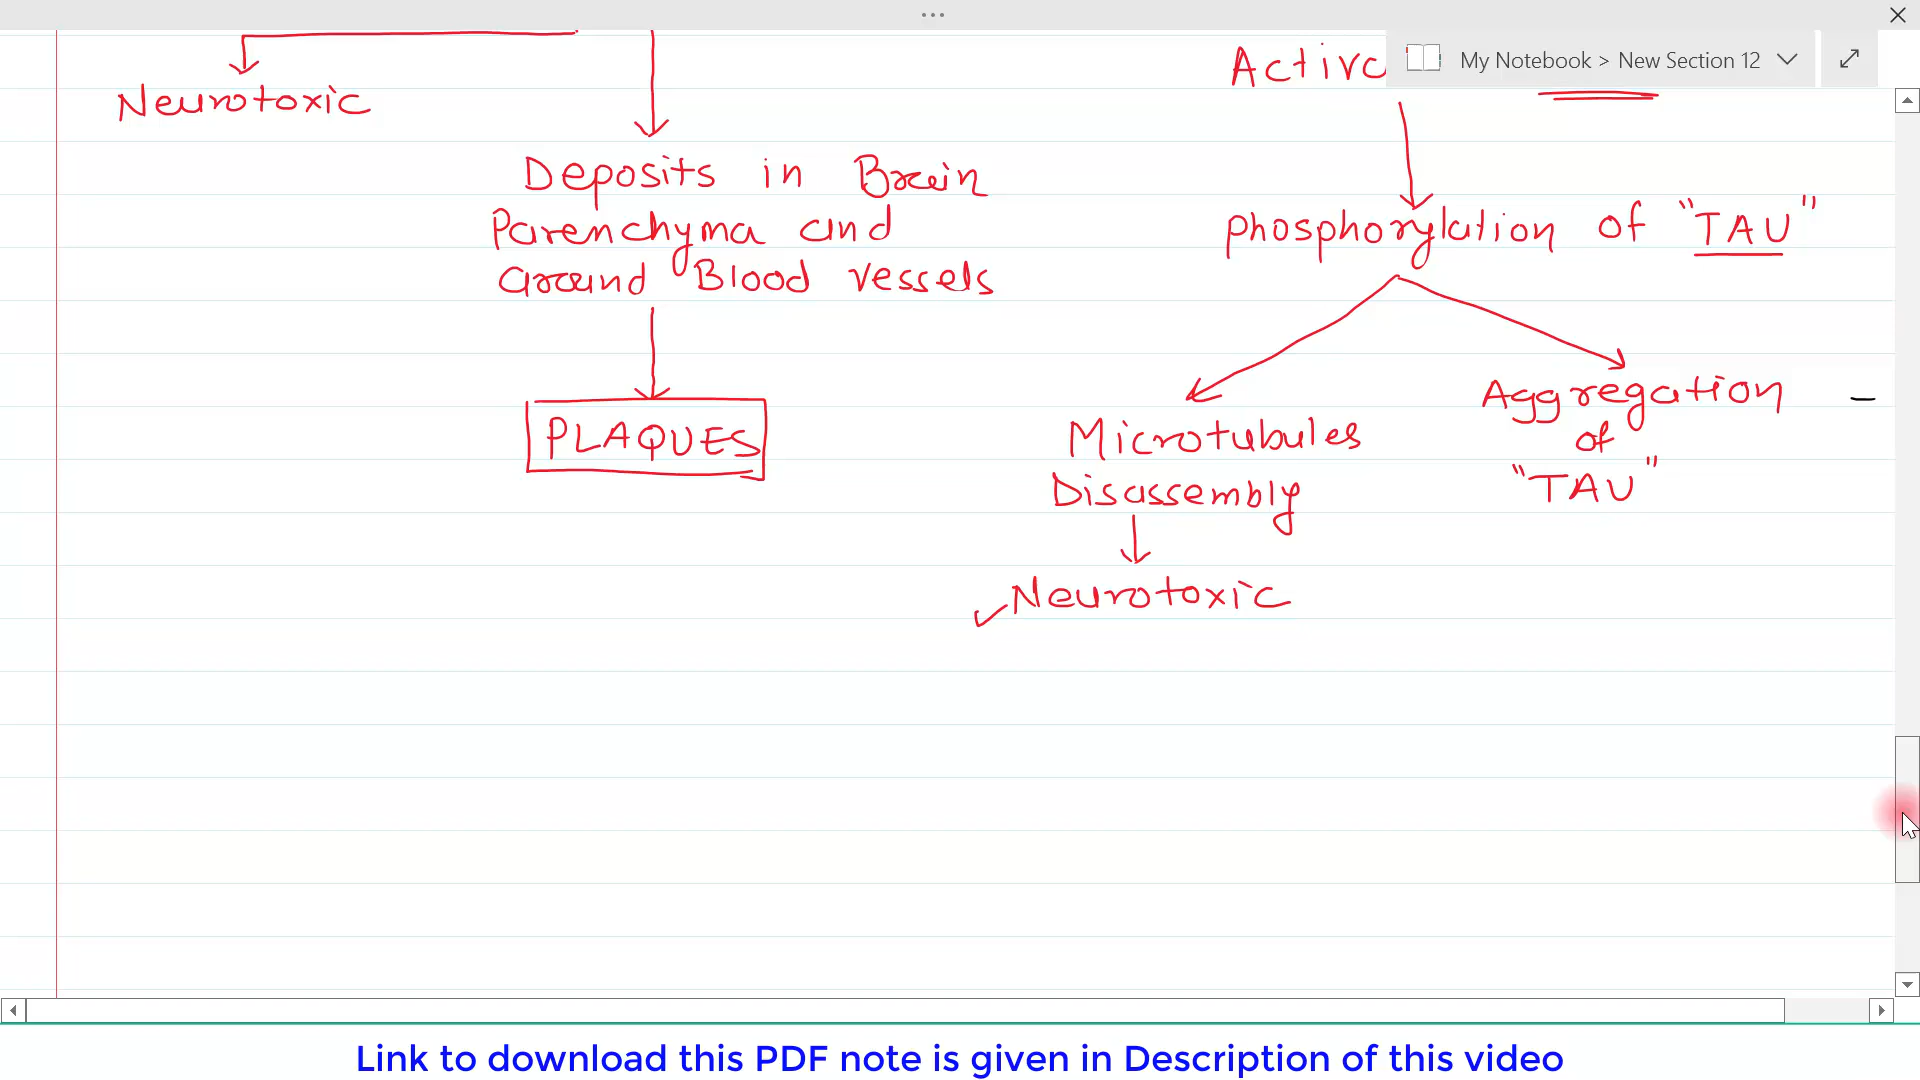 My Notebook > New Section 12
Neurotoxic
Deposits in Brain
Parenchyma and
around Blood vessels
PLAQUES
Phosphorylation of "TAU"
Microtubules
Disassembly
Neurotoxic
Aggregation
of
"TAU"
Link to download this PDF note is given in Description of this video